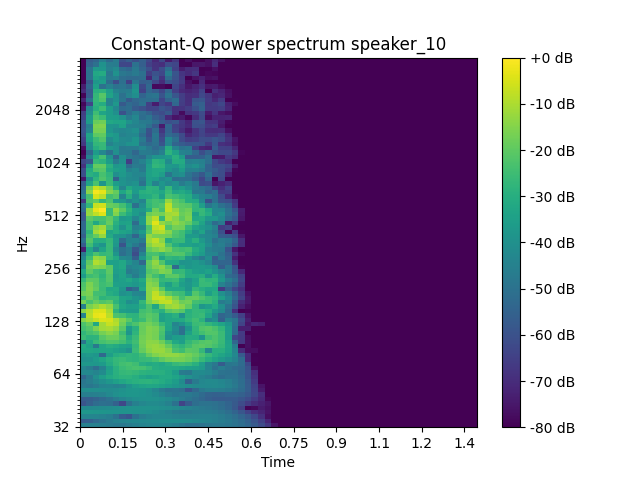 Constant-Q power spectrum speaker_10
Hz
2048
1024
512
256
128
64
32
0 0.15 0.3 0.45 0.6 0.75 0.9 1.1 1.2 1.4
Time
+0 dB
-10 dB
-20 dB
-30 dB
-40 dB
-50 dB
-60 dB
-70 dB
-80 dB